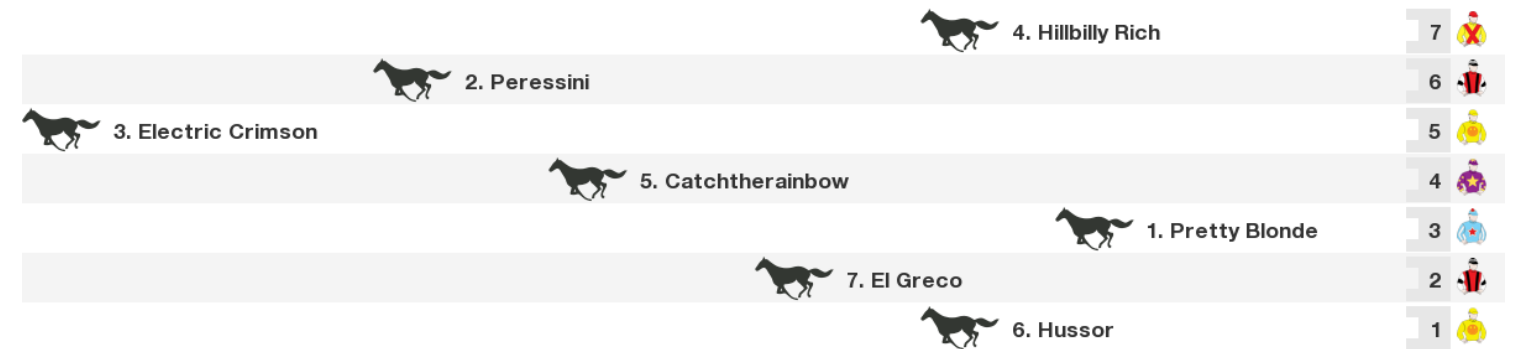 4. Hillbilly Rich 7
2. Peressini 6
3. Electric Crimson 5
5. Catchtherainbow 4
1. Pretty Blonde 3
7. El Greco 2
6. Hussor 1